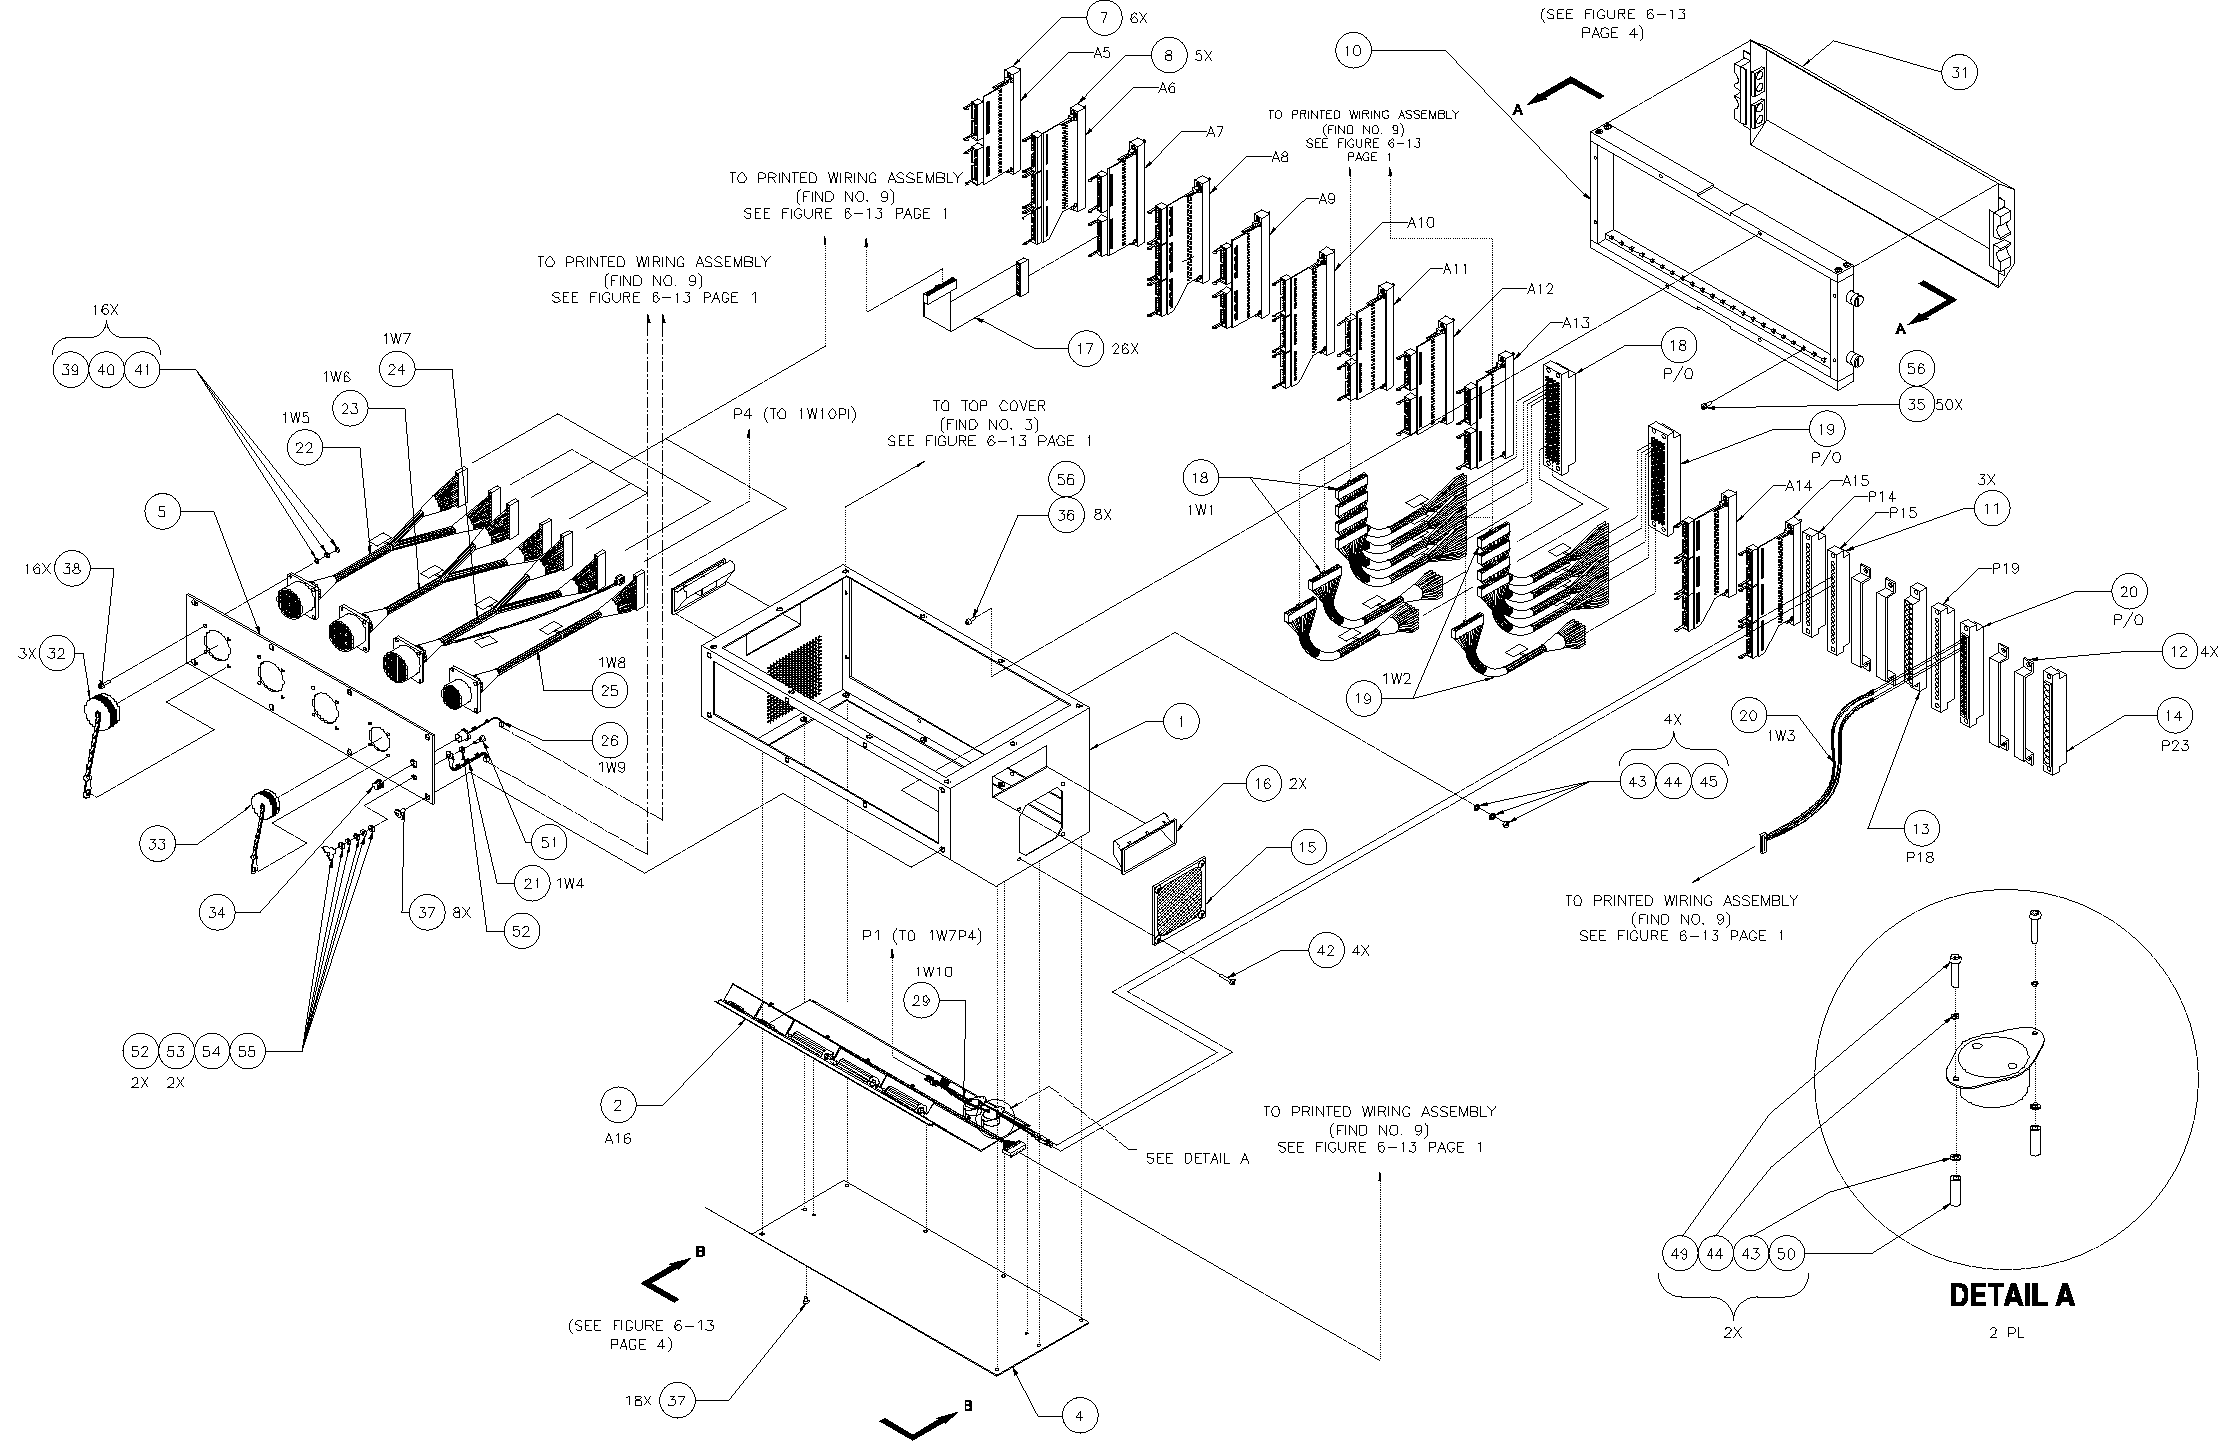 (SEE FIGURE 6-13
PAGE 4)
7 6X
A5
8 5X
A6
10
31
A
TO PRINTED WIRING ASSEMBLY
(FIND NO. 9)
SEE FIGURE 6-13
PAGE 1
A7
A8
TO PRINTED WIRING ASSEMBLY
(FIND NO. 9)
SEE FIGURE 6-13 PAGE 1
A9
A10
TO PRINTED WIRING ASSEMBLY
(FIND NO. 9)
SEE FIGURE 6-13 PAGE 1
A11
A12
A13
A
16X
39 40 41
1W7
24
1W6
23
1W5
22
17 26X
18
P/O
56
35 50X
P4 (TO 1W10P1)
TO TOP COVER
(FIND NO. 3)
SEE FIGURE 6-13 PAGE 1
19
P/O
56
36 8X
18
1W1
A14
A15
P14
P15
3X
11
5
16X 38
3X 32
P19
20
P/O
12 4X
1W8
25
1W2
19
1
20
1W3
14
P23
26
1W9
4X
43 44 45
16 2X
33
51
15
13
P18
21 1W4
34
37 8X
52
TO PRINTED WIRING ASSEMBLY
(FIND NO. 9)
SEE FIGURE 6-13 PAGE 1
P1 (TO 1W7P4)
42 4X
1W10
29
52 53 54 55
2X 2X
2
A16
TO PRINTED WIRING ASSEMBLY
(FIND NO. 9)
SEE FIGURE 6-13 PAGE 1
SEE DETAIL A
B
(SEE FIGURE 6-13
PAGE 4)
49 44 43 50
2X
DETAIL A
2 PL
18X 37
B
4